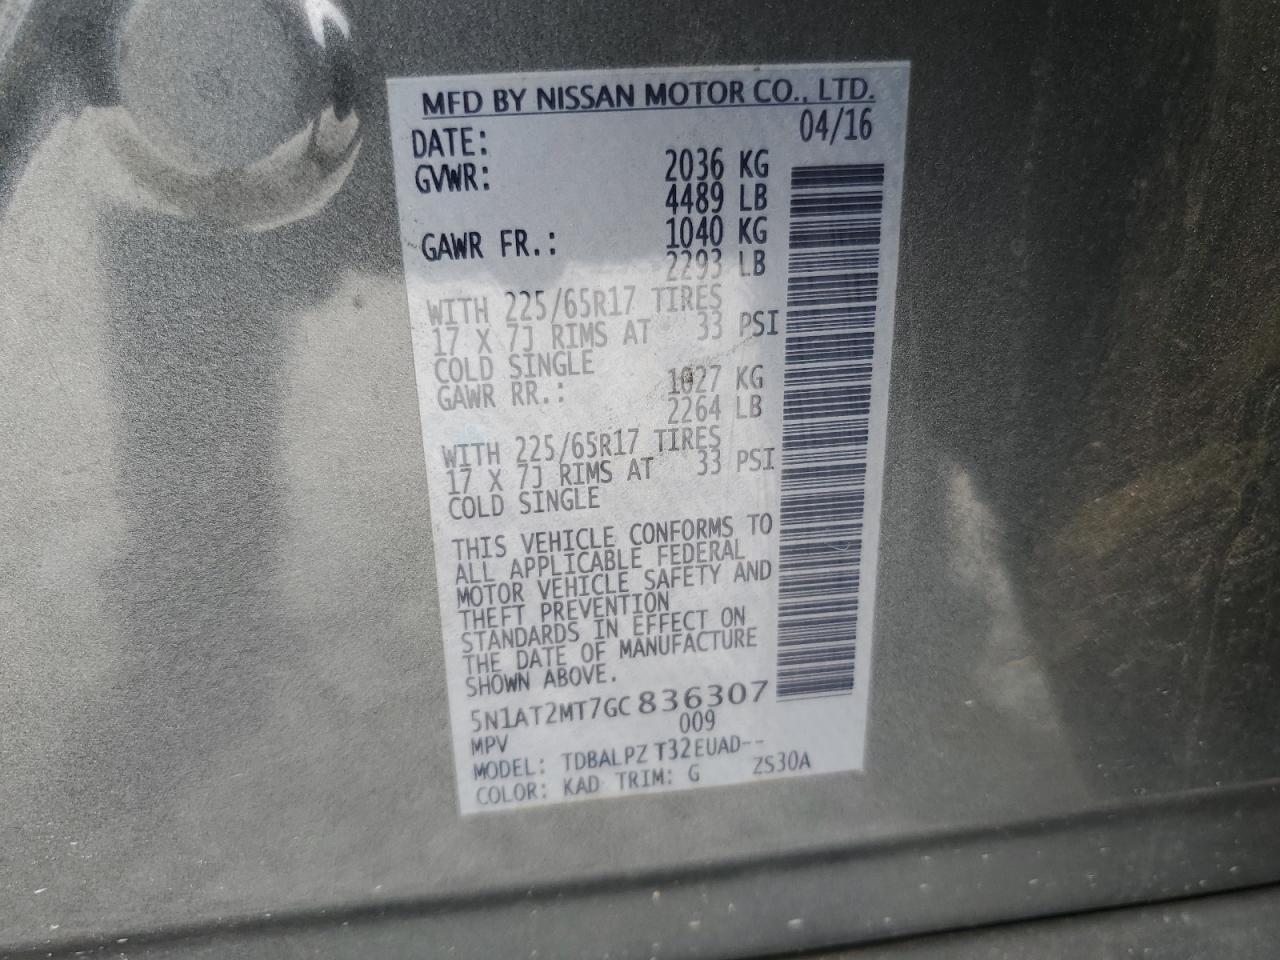 MFD BY NISSAN MOTOR CO., LTD.
DATE: 04/16
GVWR: 2036 KG
4489 LB
GAWR FR.: 1040 KG
2293 LB
WITH 225/65R17 TIRES
17 X 7J RIMS AT 33 PSI
COLD SINGLE
GAWR RR.: 1027 KG
2264 LB
WITH 225/65R17 TIRES
17 X 7J RIMS AT 33 PSI
COLD SINGLE
THIS VEHICLE CONFORMS TO
ALL APPLICABLE FEDERAL
MOTOR VEHICLE SAFETY AND
THEFT PREVENTION
STANDARDS IN EFFECT ON
THE DATE OF MANUFACTURE
SHOWN ABOVE.
5N1AT2MT7GC836307
MPV 009
MODEL: TDBALPZ T32EUAD--
COLOR: KAD TRIM: G ZS30A